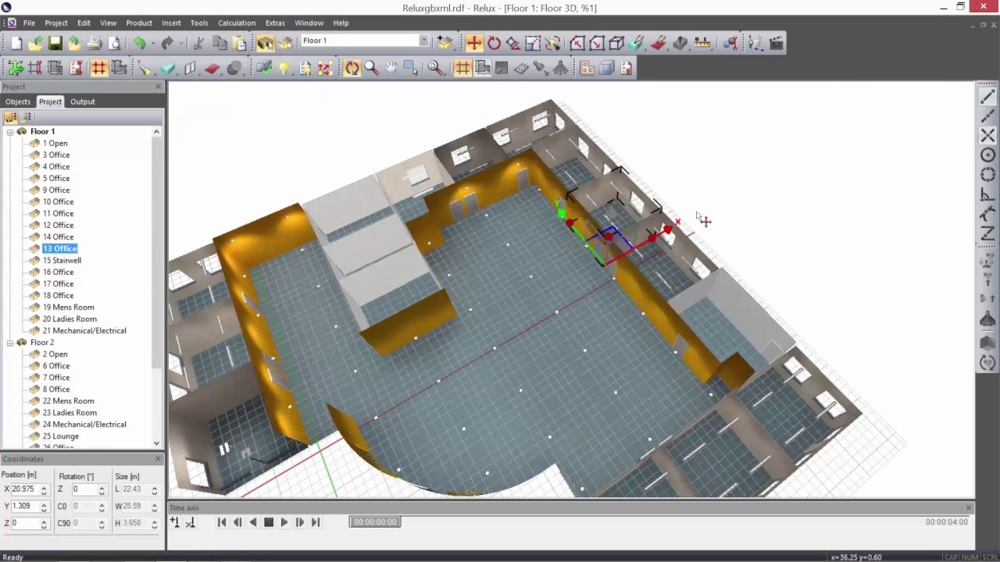 Reluxgbxml.rdf - Relux - [Floor 1: Floor 3D, %1]
File Project Edit View Product Insert Tools Calculation Extras Window Help
Floor 1
Project
Objects Project Output
Floor 1
1 Open
3 Office
4 Office
5 Office
9 Office
10 Office
11 Office
12 Office
14 Office
13 Office
15 Stairwell
16 Office
17 Office
18 Office
19 Mens Room
20 Ladies Room
21 Mechanical/Electrical
Floor 2
2 Open
6 Office
7 Office
8 Office
22 Mens Room
23 Ladies Room
24 Mechanical/Electrical
25 Lounge
Y
X
Coordinates
Position [m] Rotation [°] Size [m]
X 20.975 Z 0 L 22.43
Y 1.309 C0 0 W 25.59
Z 0 C90 0 H 3.658
Time axis
00:00:00:00 00:00:04:00
Ready x=36.25 y=0.60 CAP NUM SCRL